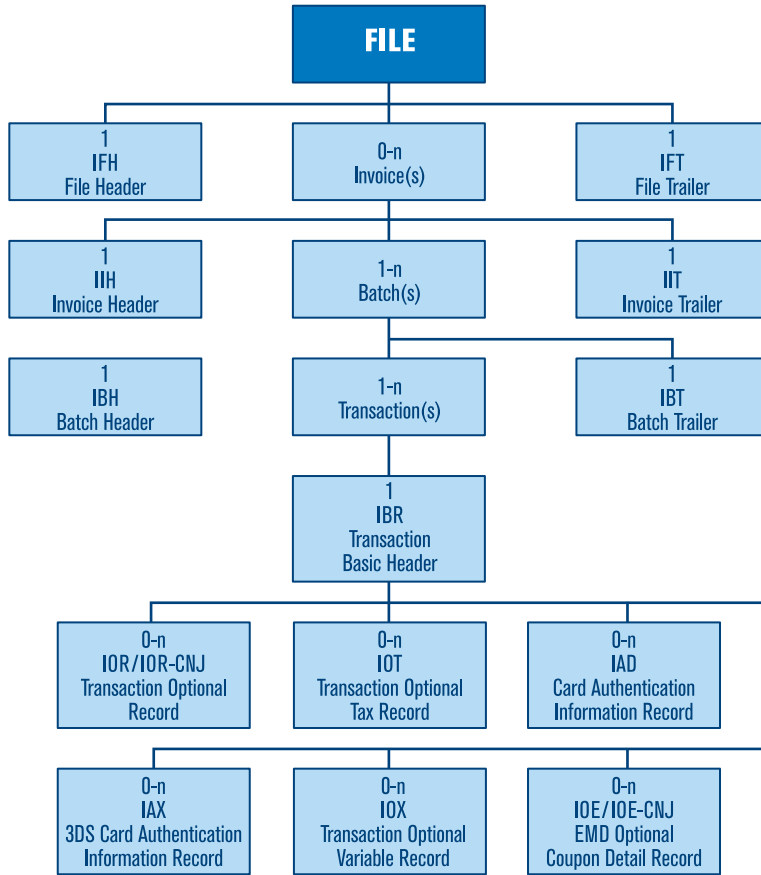 FILE
1
IFH
File Header
0-n
Invoice(s)
1
IFT
File Trailer
1
IIH
Invoice Header
1-n
Batch(s)
1
IIT
Invoice Trailer
1
IBH
Batch Header
1-n
Transaction(s)
1
IBT
Batch Trailer
1
IBR
Transaction
Basic Header
0-n
IOR/IOR-CNJ
Transaction Optional
Record
0-n
IOT
Transaction Optional
Tax Record
0-n
IAD
Card Authentication
Information Record
0-n
IAX
3DS Card Authentication
Information Record
0-n
IOX
Transaction Optional
Variable Record
0-n
IOE/IOE-CNJ
EMD Optional
Coupon Detail Record